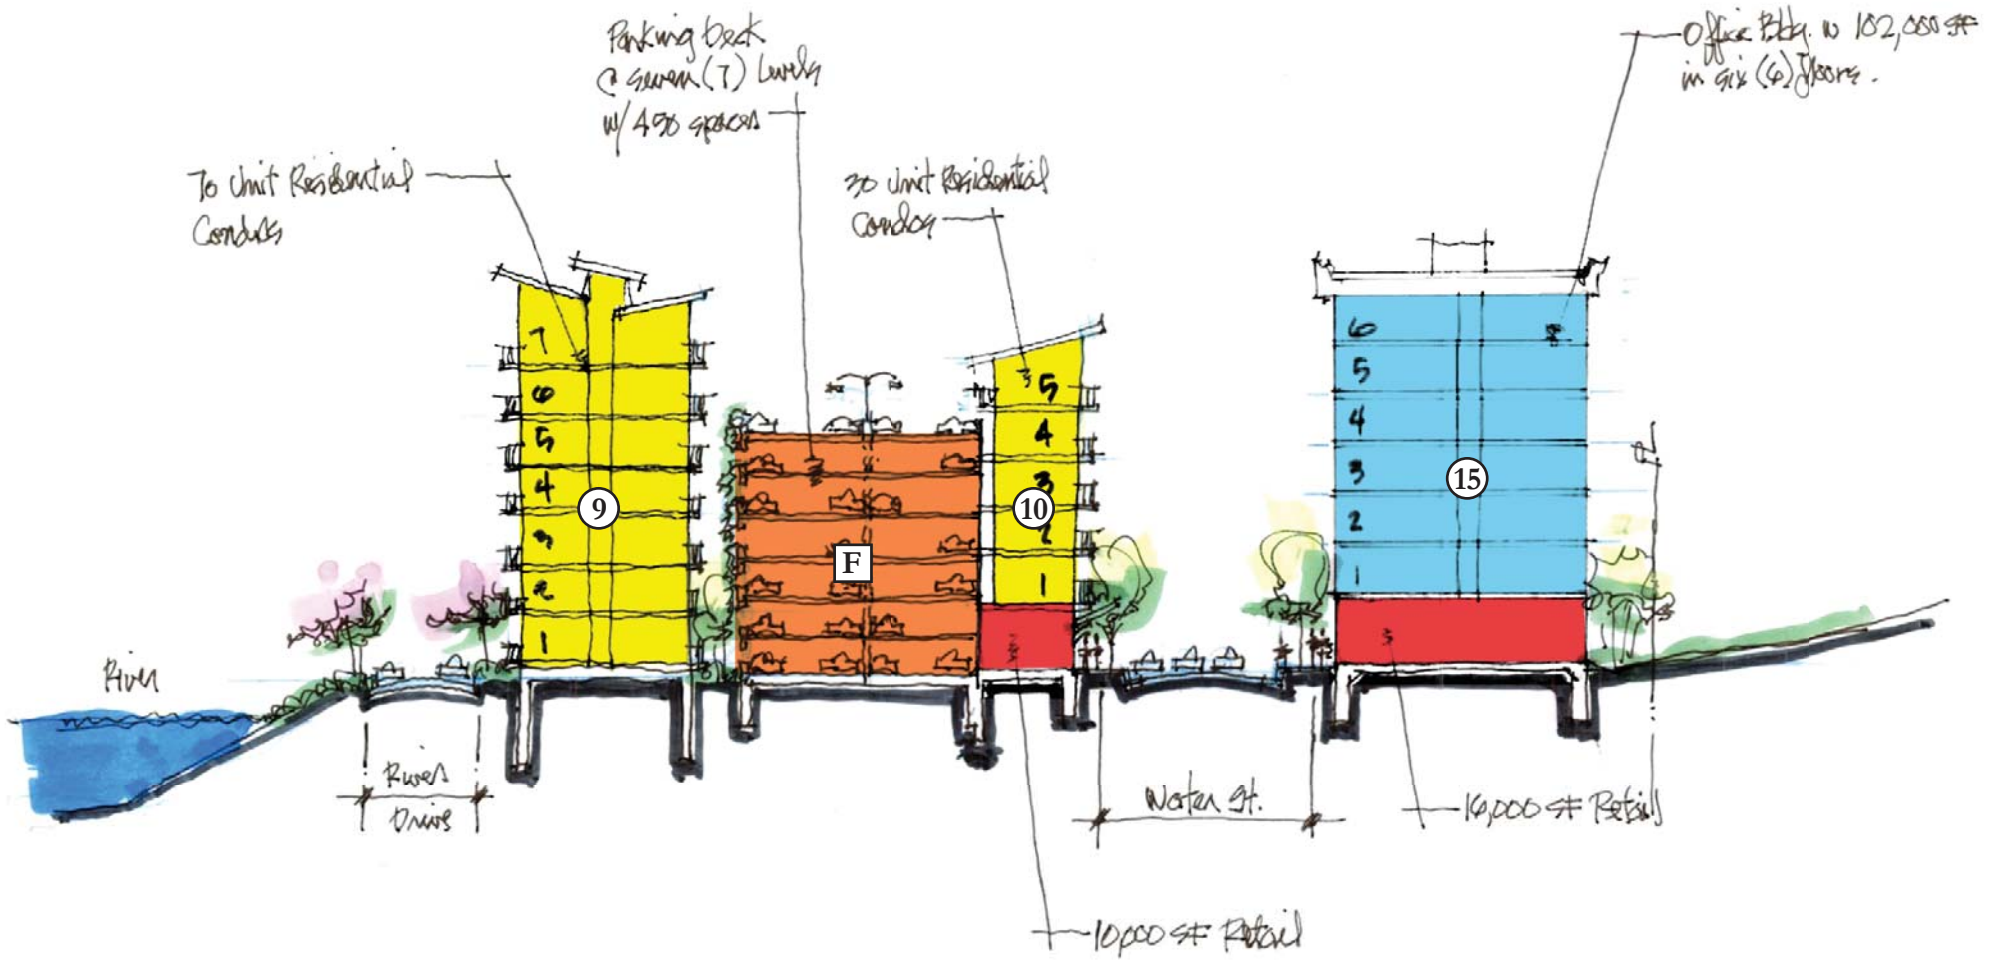 Parking Deck
@ seven (7) Levels
w/ 450 spaces
Office Bldg. w 102,000 SF
in six (6) floors.
70 Unit Residential
Condos
30 Unit Residential
Condos
7
6
5
4
3
2
1
9
F
5
4
3
2
1
10
6
5
4
3
2
1
15
River
River
Drive
Water St.
16,000 SF Retail
10,000 SF Retail